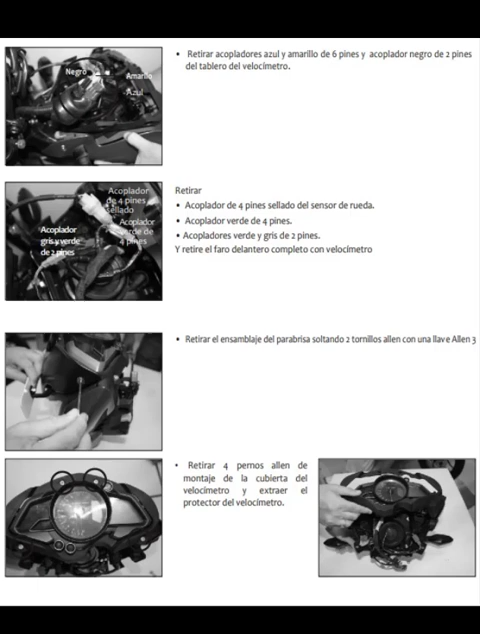 Negro
Amarillo
Azul
• Retirar acopladores azul y amarillo de 6 pines y acoplador negro de 2 pines
del tablero del velocímetro.
Acoplador
de 4 pines
sellado
Acoplador
verde de
4 pines
Acoplador
gris y verde
de 2 pines
Retirar
• Acoplador de 4 pines sellado del sensor de rueda.
• Acoplador verde de 4 pines.
• Acopladores verde y gris de 2 pines.
Y retire el faro delantero completo con velocímetro
• Retirar el ensamblaje del parabrisa soltando 2 tornillos allen con una llave Allen 3
• Retirar 4 pernos allen de
montaje de la cubierta del
velocímetro y extraer el
protector del velocímetro.